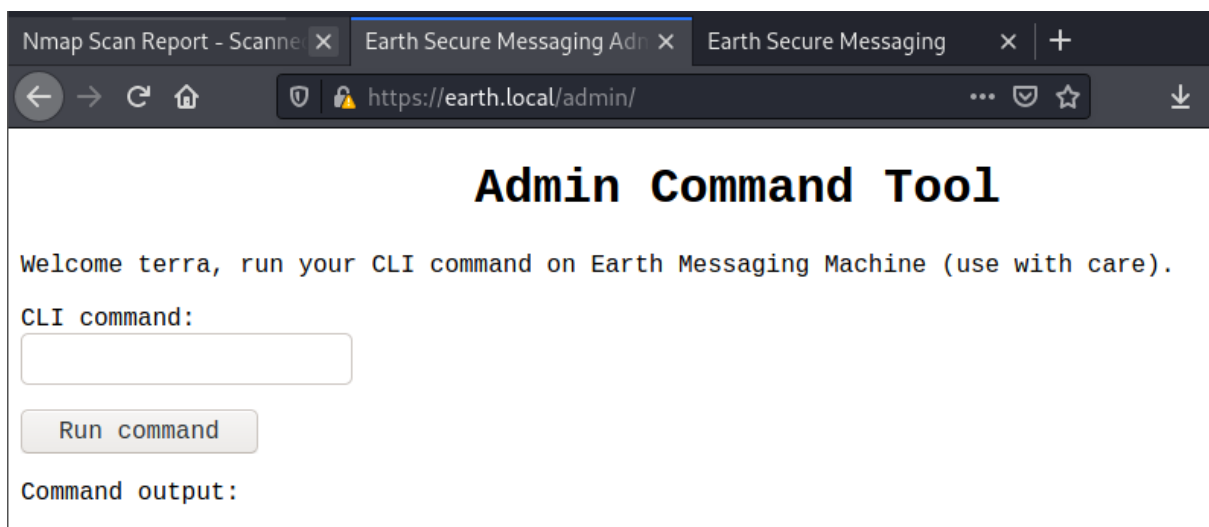 Nmap Scan Report - Scanne
Earth Secure Messaging Adn
Earth Secure Messaging
https://earth.local/admin/
Admin Command Tool
Welcome terra, run your CLI command on Earth Messaging Machine (use with care).
CLI command:
Run command
Command output: